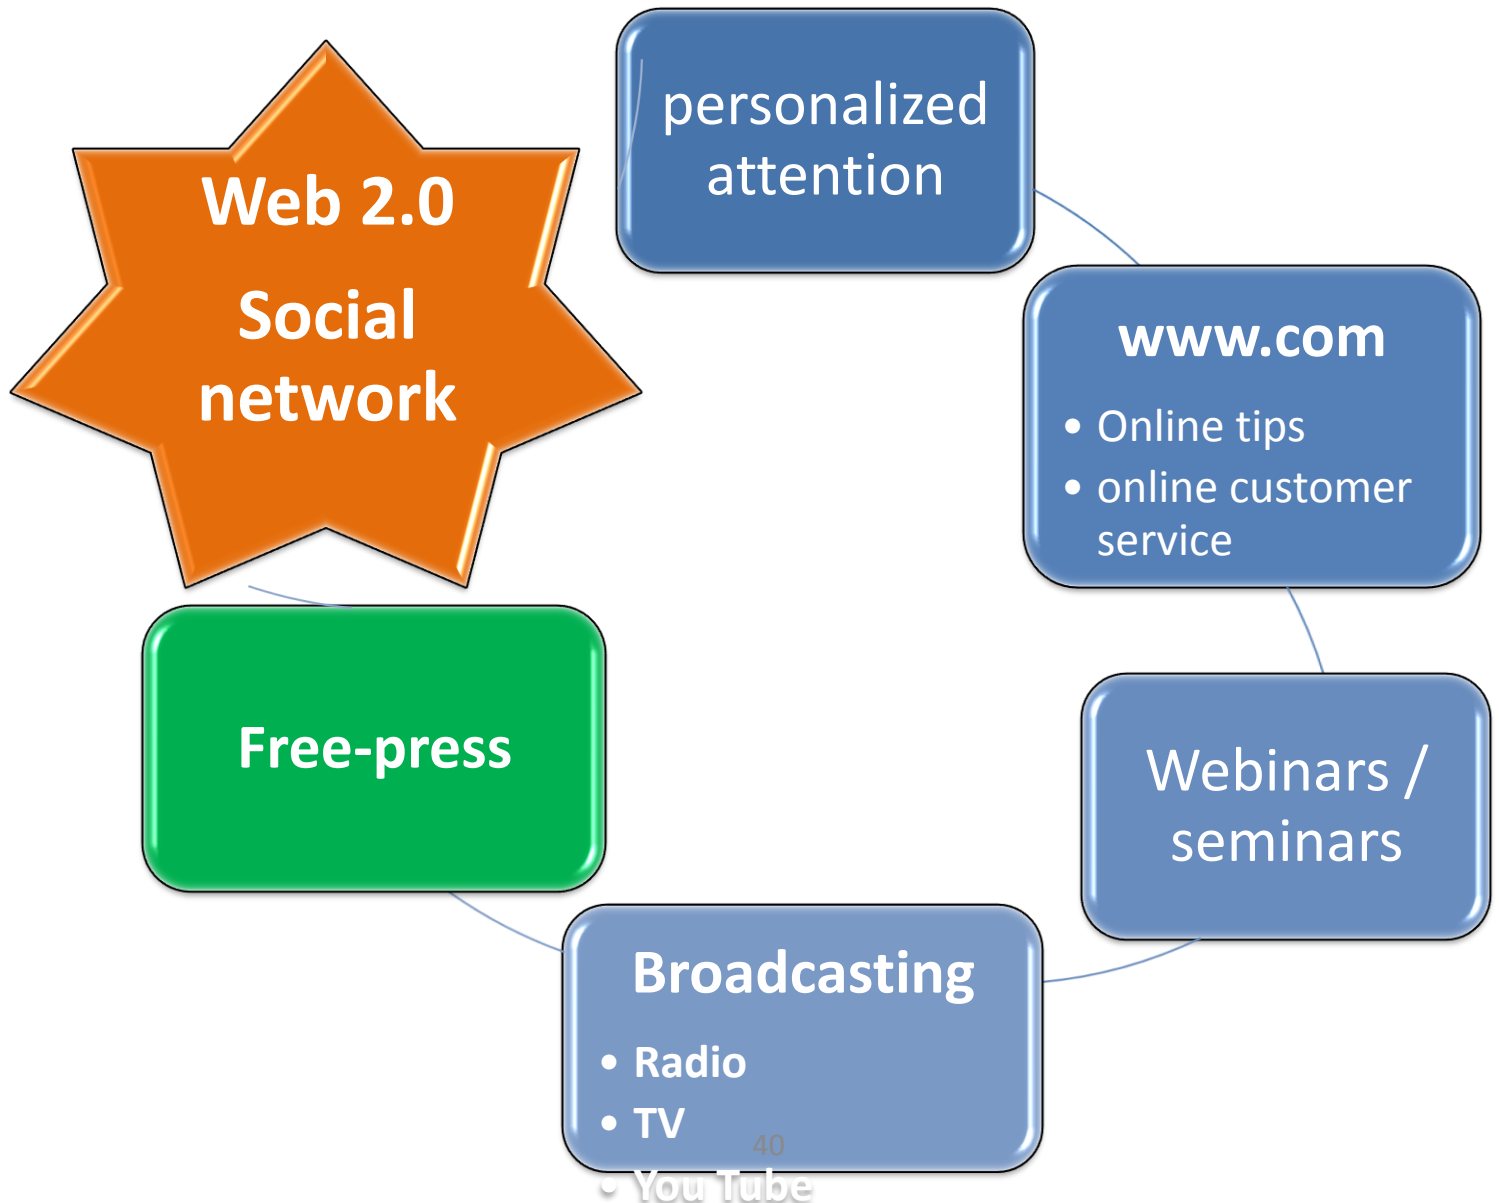 Web 2.0
Social
network
personalized
attention
www.com
• Online tips
• online customer
service
Webinars /
seminars
Broadcasting
• Radio
• TV
• You Tube
Free-press
40